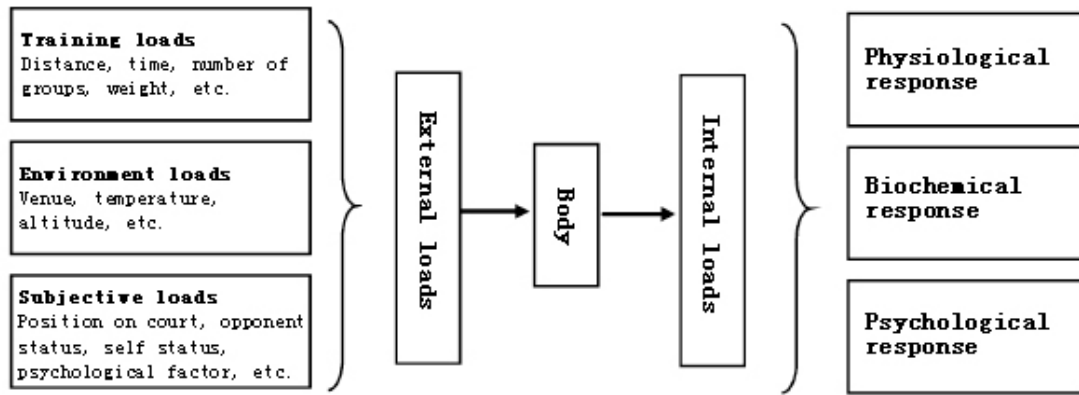 Training loads
Distance, time, number of
groups, weight, etc.
Environment loads
Venue, temperature,
altitude, etc.
Subjective loads
Position on court, opponent
status, self status,
psychological factor, etc.
External loads
Body
Internal loads
Physiological
response
Biochemical
response
Psychological
response